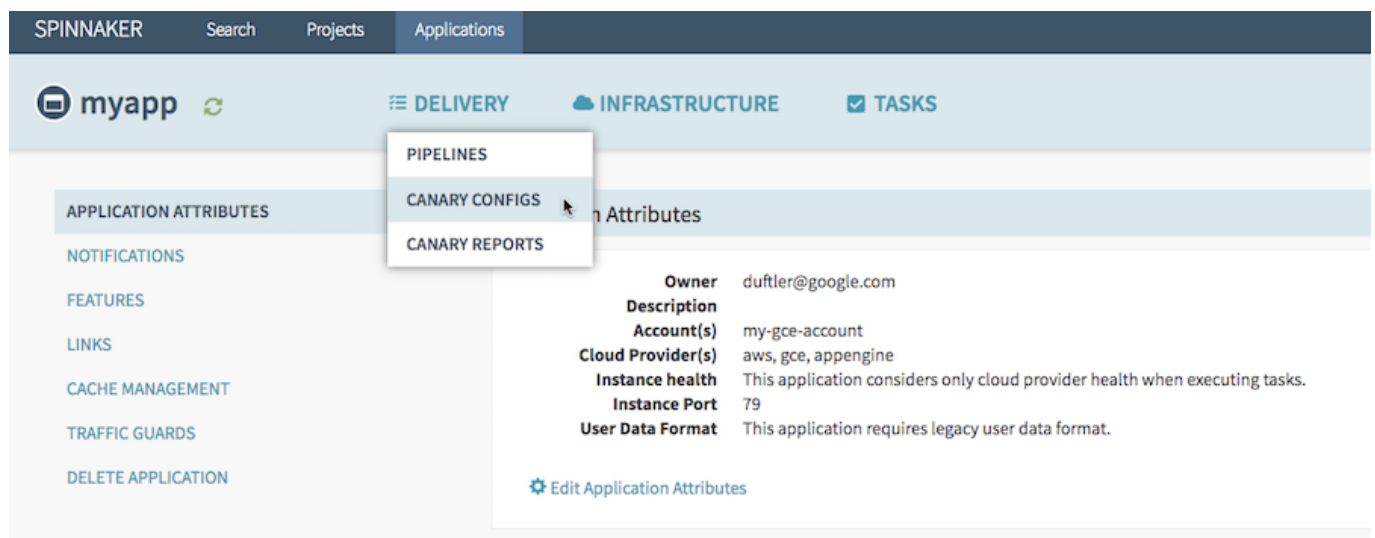 SPINNAKER Search Projects Applications
myapp DELIVERY INFRASTRUCTURE TASKS
PIPELINES
CANARY CONFIGS
CANARY REPORTS
APPLICATION ATTRIBUTES
NOTIFICATIONS
FEATURES
LINKS
CACHE MANAGEMENT
TRAFFIC GUARDS
DELETE APPLICATION
n Attributes
Owner duftler@google.com
Description
Account(s) my-gce-account
Cloud Provider(s) aws, gce, appengine
Instance health This application considers only cloud provider health when executing tasks.
Instance Port 79
User Data Format This application requires legacy user data format.
Edit Application Attributes